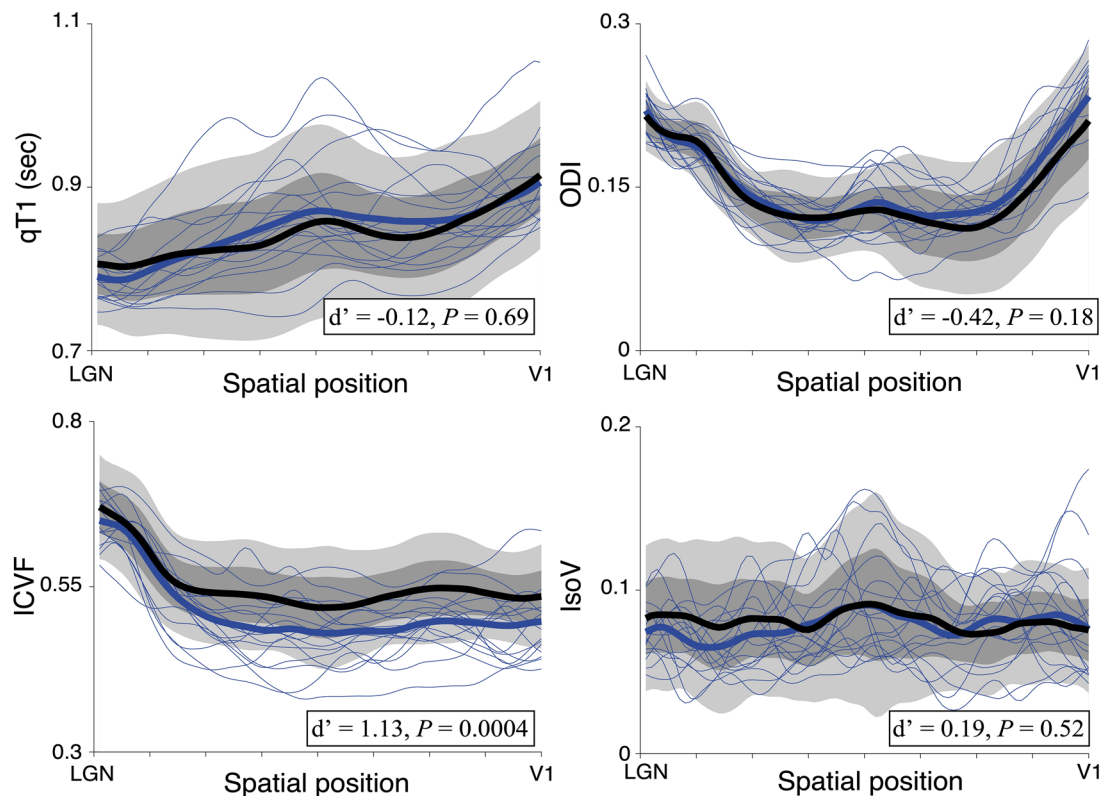 1.1
0.9
0.7
qT1 (sec)
d' = -0.12, P = 0.69
LGN
Spatial position
V1
0.3
0.15
0
ODI
d' = -0.42, P = 0.18
LGN
Spatial position
V1
0.8
0.55
0.3
ICVF
d' = 1.13, P = 0.0004
LGN
Spatial position
V1
0.2
0.1
0
IsoV
d' = 0.19, P = 0.52
LGN
Spatial position
V1